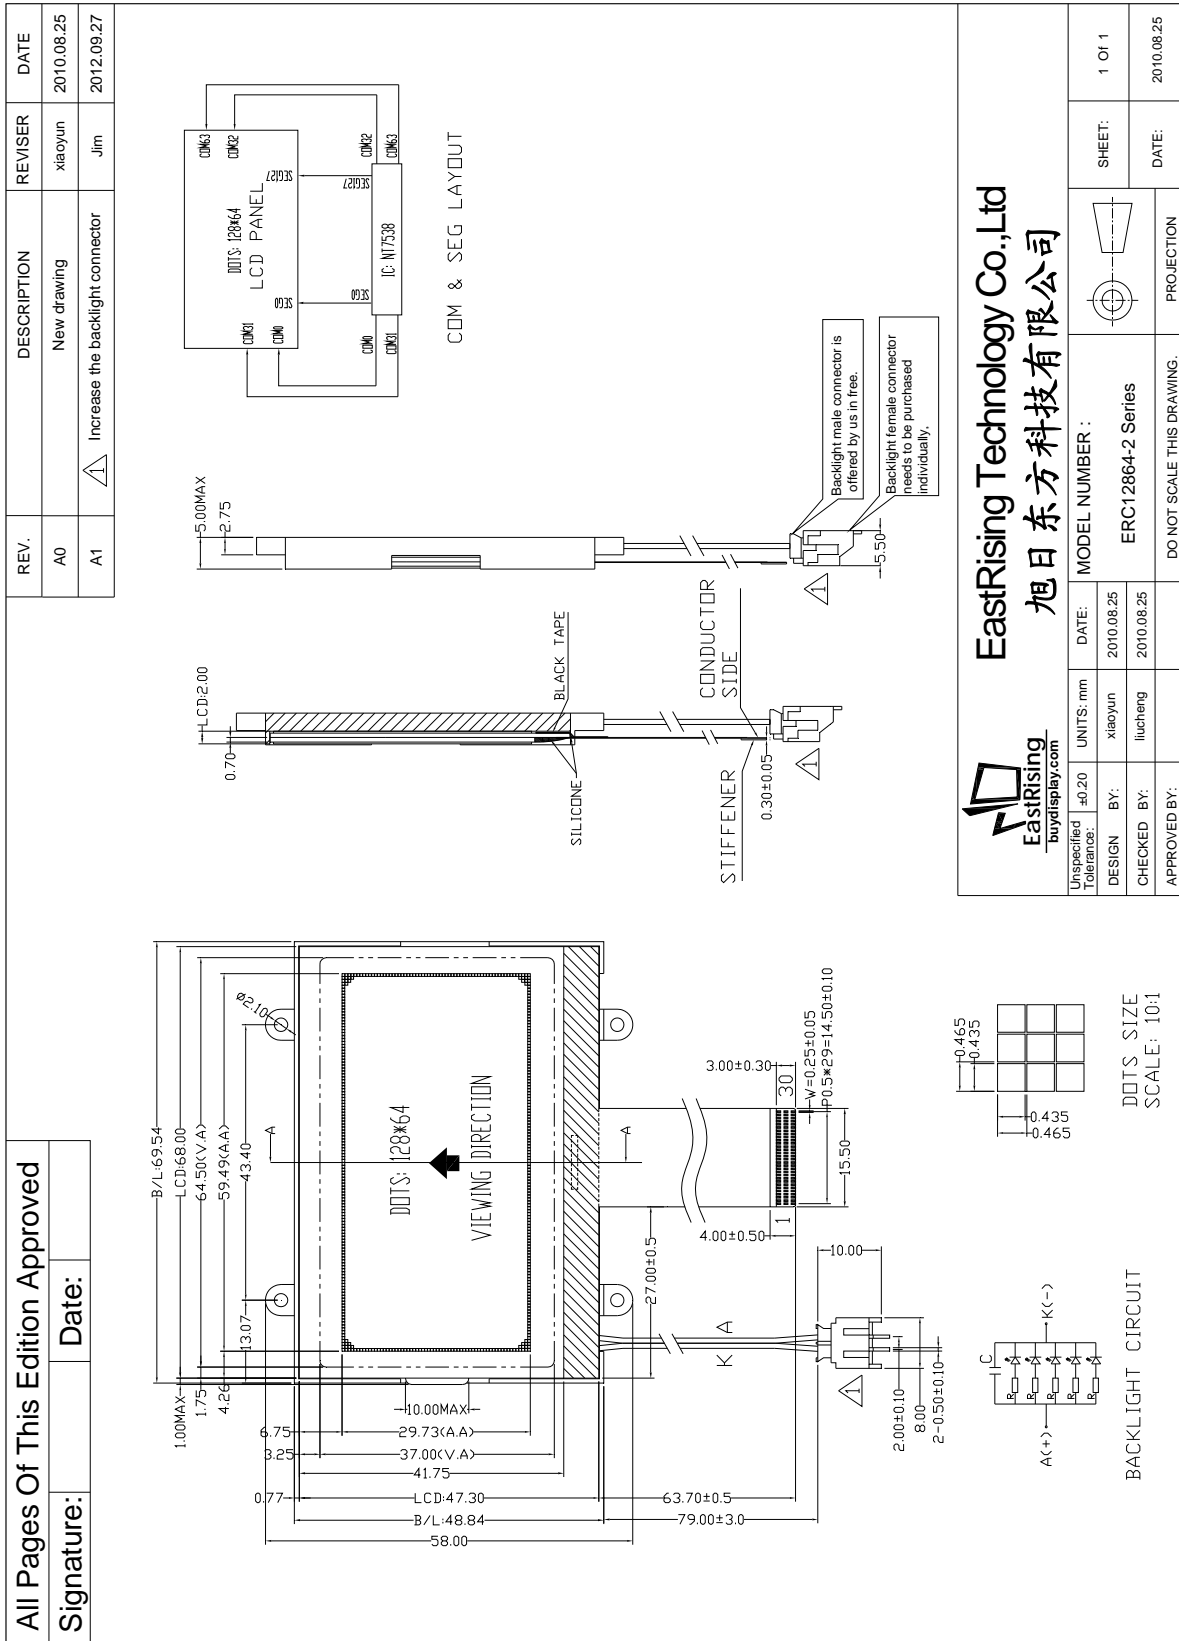 All Pages Of This Edition Approved
Signature:
Date:
REV.
DESCRIPTION
REVISER
DATE
A0
New drawing
xiaoyun
2010.08.25
A1
1
Increase the backlight connector
Jim
2012.09.27
B/L:69.54
LCD:68.00
64.50(V.A)
59.49(A.A)
43.40
13.07
1.00MAX
1.75
4.26
ø2.10
A
A
DOTS: 128*64
VIEWING DIRECTION
10.00MAX
6.75
29.73(A.A)
3.25
37.00(V.A)
41.75
0.77
LCD:47.30
B/L:48.84
58.00
63.70±0.5
79.00±3.0
27.00±0.5
4.00±0.50
3.00±0.30
1
30
W=0.25±0.05
P0.5*29=14.50±0.10
15.50
K
A
10.00
1
2.00±0.10
8.00
2-0.50±0.10
LCD:2.00
0.70
BLACK TAPE
SILICONE
CONDUCTOR
SIDE
STIFFENER
0.30±0.05
1
5.00MAX
2.75
5.50
1
Backlight male connector is
offered by us in free.
Backlight female connector
needs to be purchased
individually.
COM63
COM32
DOTS: 128*64
LCD PANEL
SEG127
SEG0
COM31
COM0
SEG127
SEG0
COM32
COM63
IC: NT7538
COM0
COM31
COM & SEG LAYOUT
0.465
0.435
0.435
0.465
DOTS SIZE
SCALE: 10:1
A(+)
K(-)
C
R
R
R
R
R
BACKLIGHT CIRCUIT
EastRising
buydisplay.com
EastRising Technology Co.,Ltd
旭日东方科技有限公司
Unspecified
Tolerance:
±0.20
UNITS: mm
DATE:
MODEL NUMBER :
SHEET:
1 Of 1
DESIGN BY:
xiaoyun
2010.08.25
ERC12864-2 Series
CHECKED BY:
liucheng
2010.08.25
DATE:
2010.08.25
APPROVED BY:
DO NOT SCALE THIS DRAWING.
PROJECTION